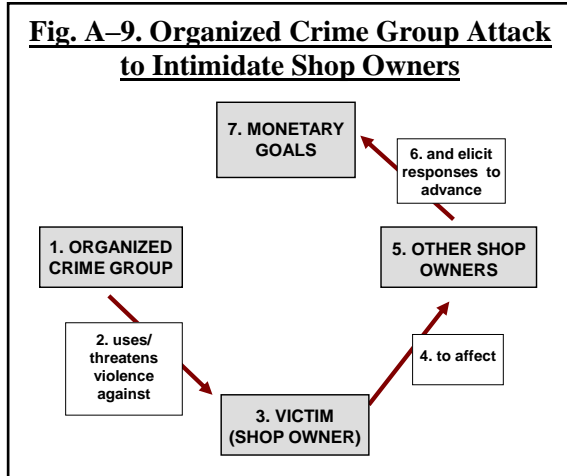 Fig. A–9. Organized Crime Group Attack
to Intimidate Shop Owners
1. ORGANIZED
CRIME GROUP
2. uses/
threatens
violence
against
3. VICTIM
(SHOP OWNER)
4. to affect
5. OTHER SHOP
OWNERS
6. and elicit
responses to
advance
7. MONETARY
GOALS